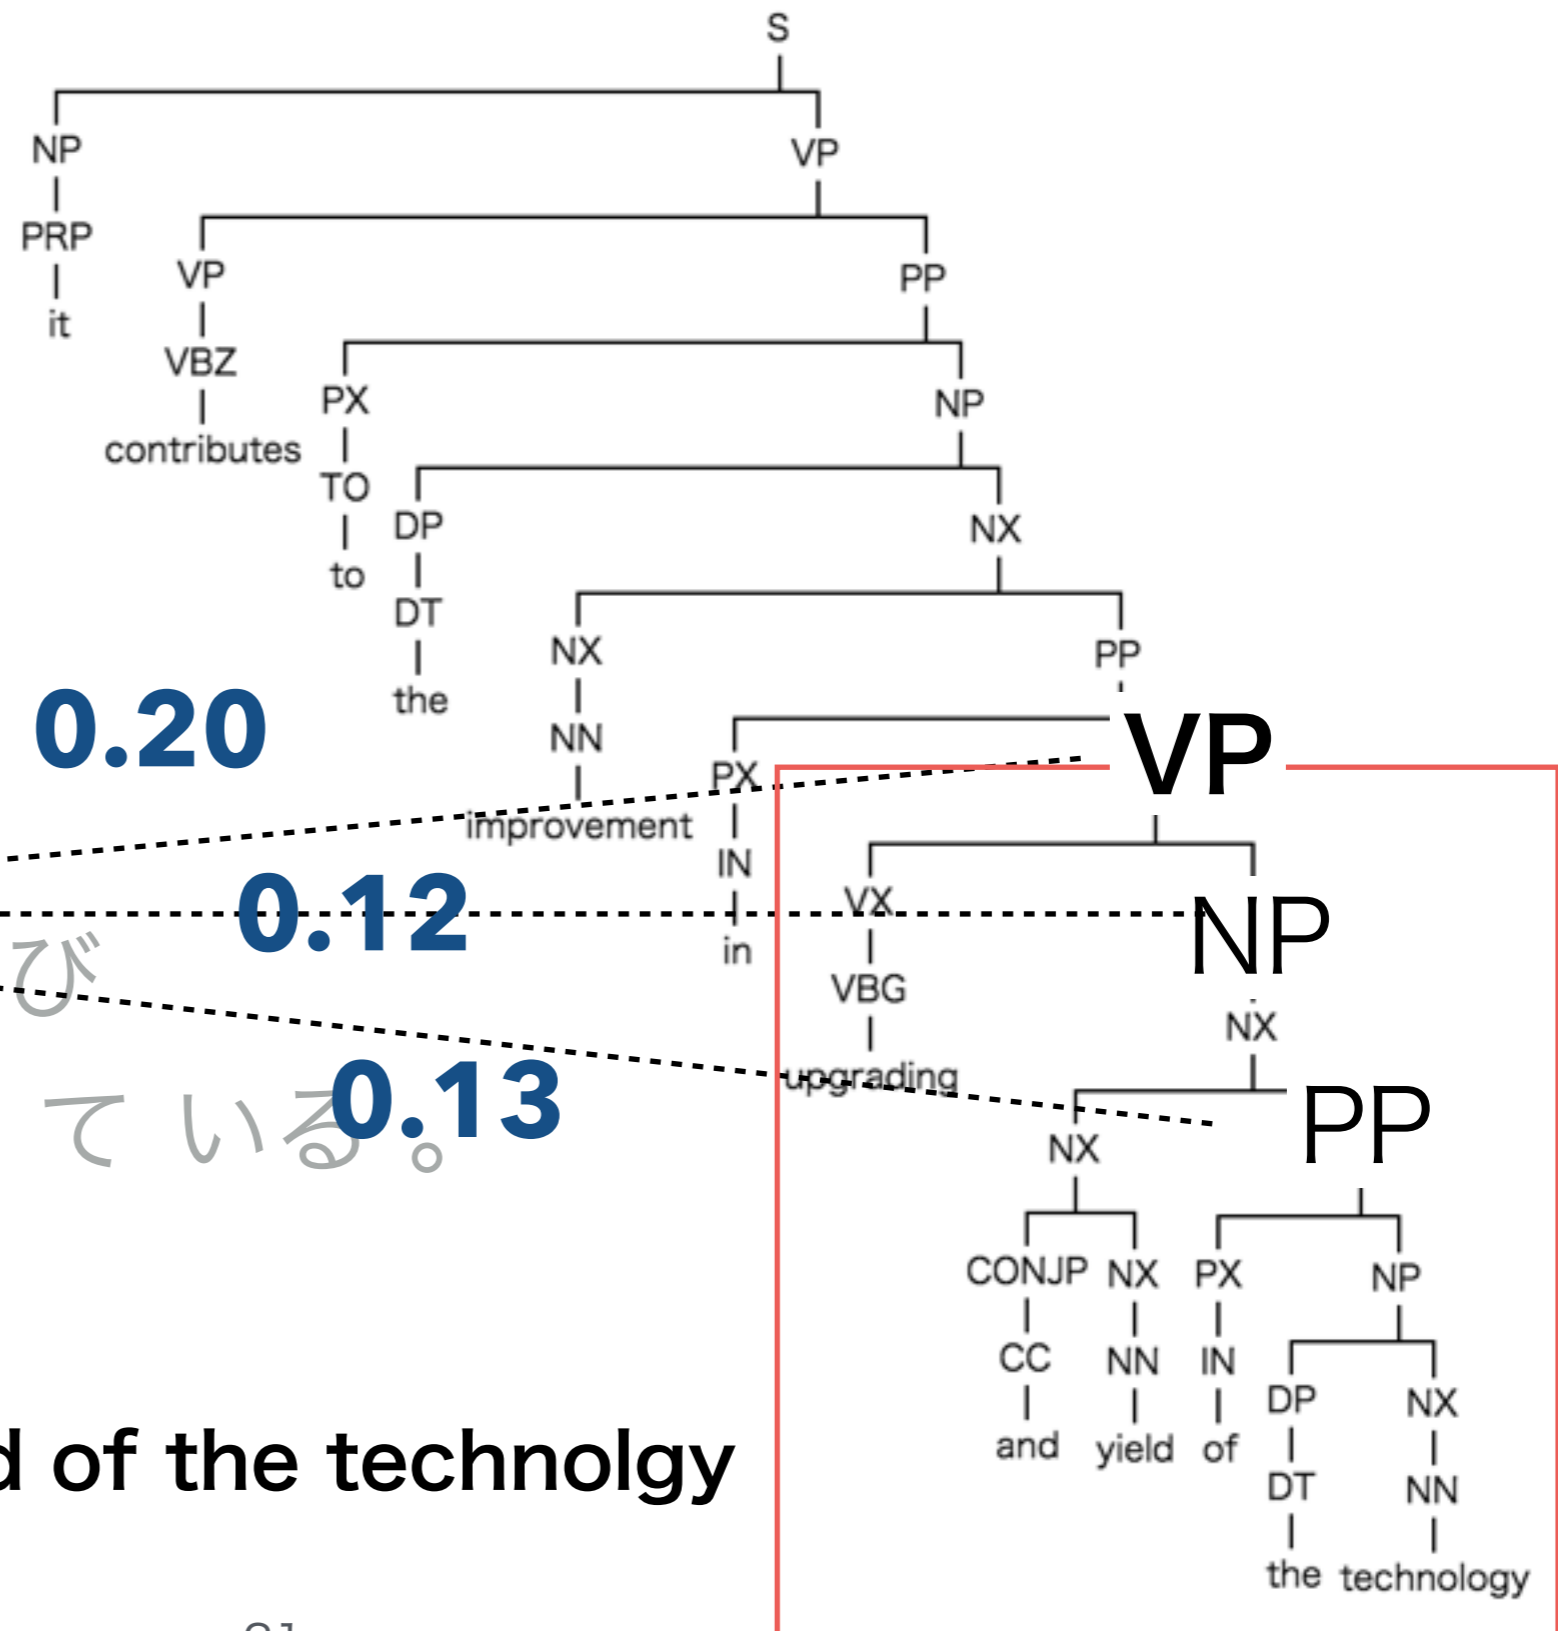 S
NP VP
PRP
VP PP
it
VBZ
PX NP
contributes
TO
DP NX
to
DT
NX PP
the
0.20
NN VP
PX
improvement
IN
0.12
VX NP
in
び
VBG
NX
upgrading
0.13 PP
て いる 。
NX
CONJP NX PX NP
CC NN IN
DP NX
and yield of
d of the technolgy
DT NN
the technology